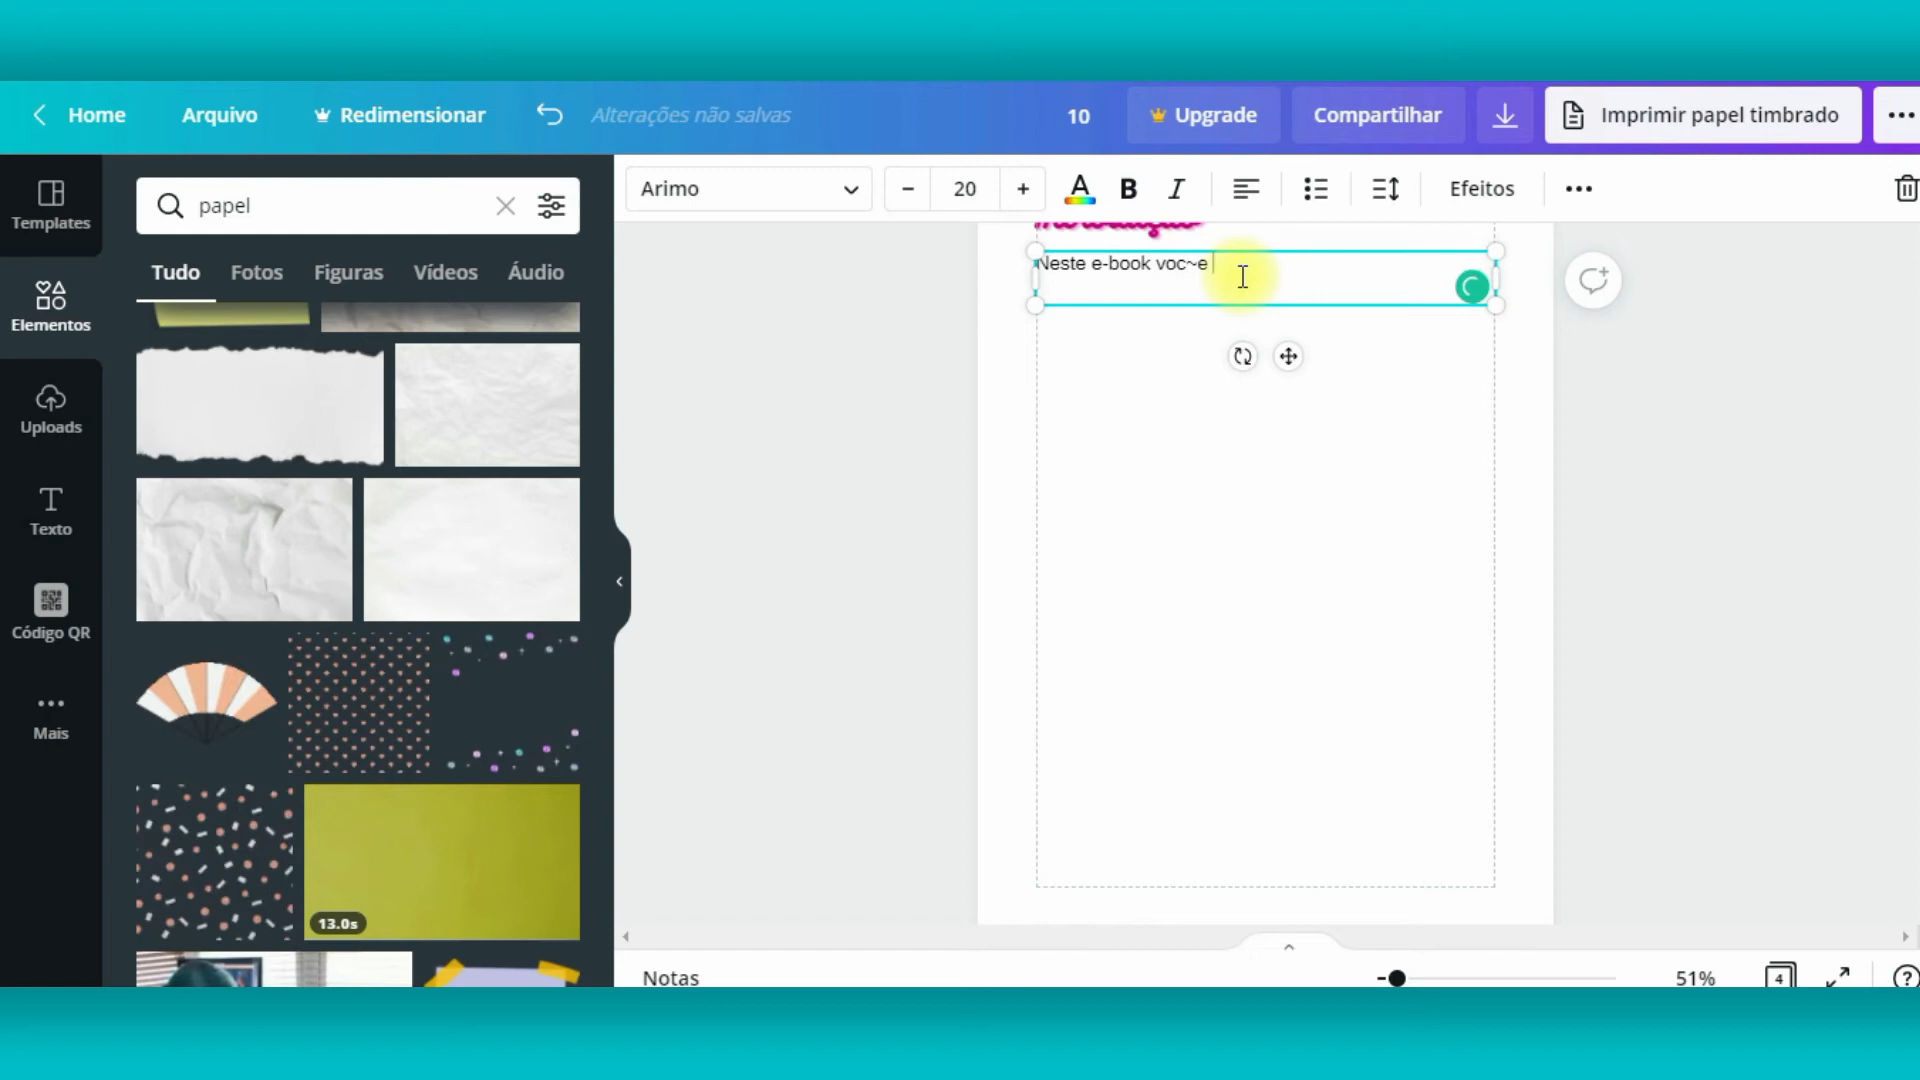 Home Arquivo Redimensionar Alterações não salvas 10 Upgrade Compartilhar Imprimir papel timbrado
Templates
Elementos
Uploads
Texto
Código QR
Mais
papel
Tudo Fotos Figuras Vídeos Áudio
13.0s
Arimo 20 B I Efeitos
Neste e-book voc~e
Notas 51% 4 ?